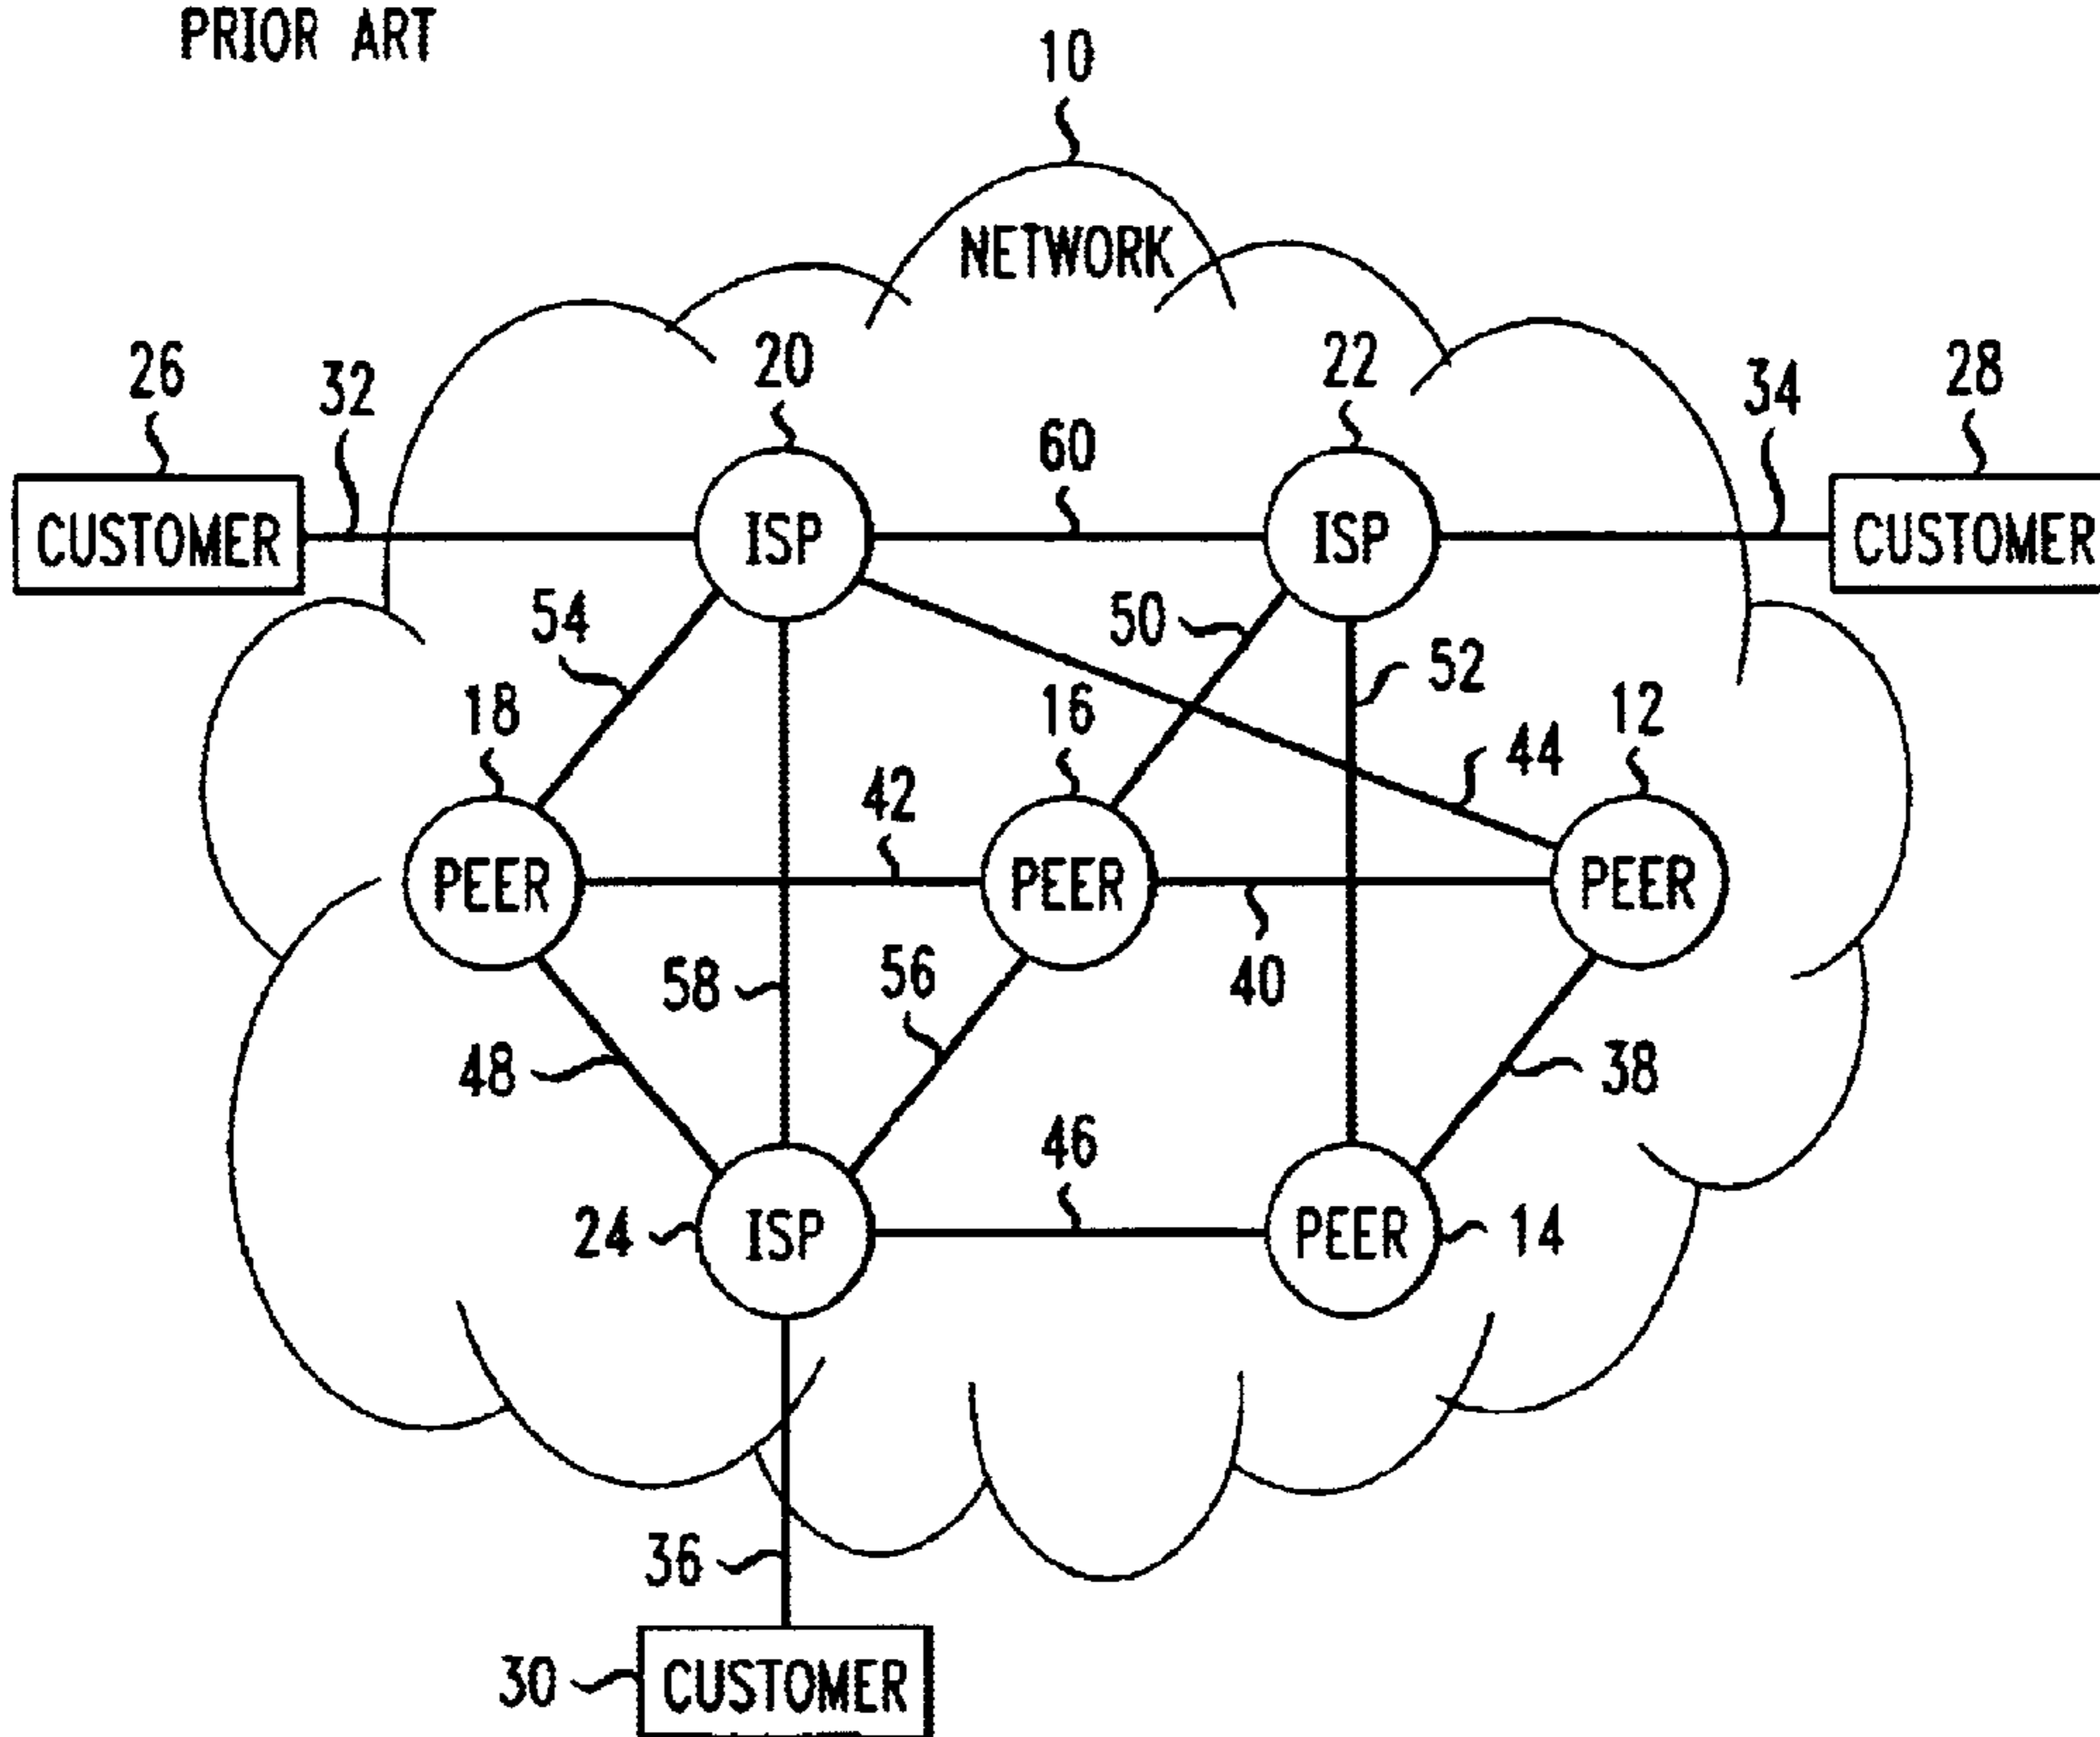 PRIOR ART
10
NETWORK
26
32
20
22
34
28
60
CUSTOMER
ISP
ISP
CUSTOMER
54
50
52
18
16
12
44
42
PEER
PEER
PEER
58
56
40
48
38
46
24
ISP
PEER
14
36
30
CUSTOMER